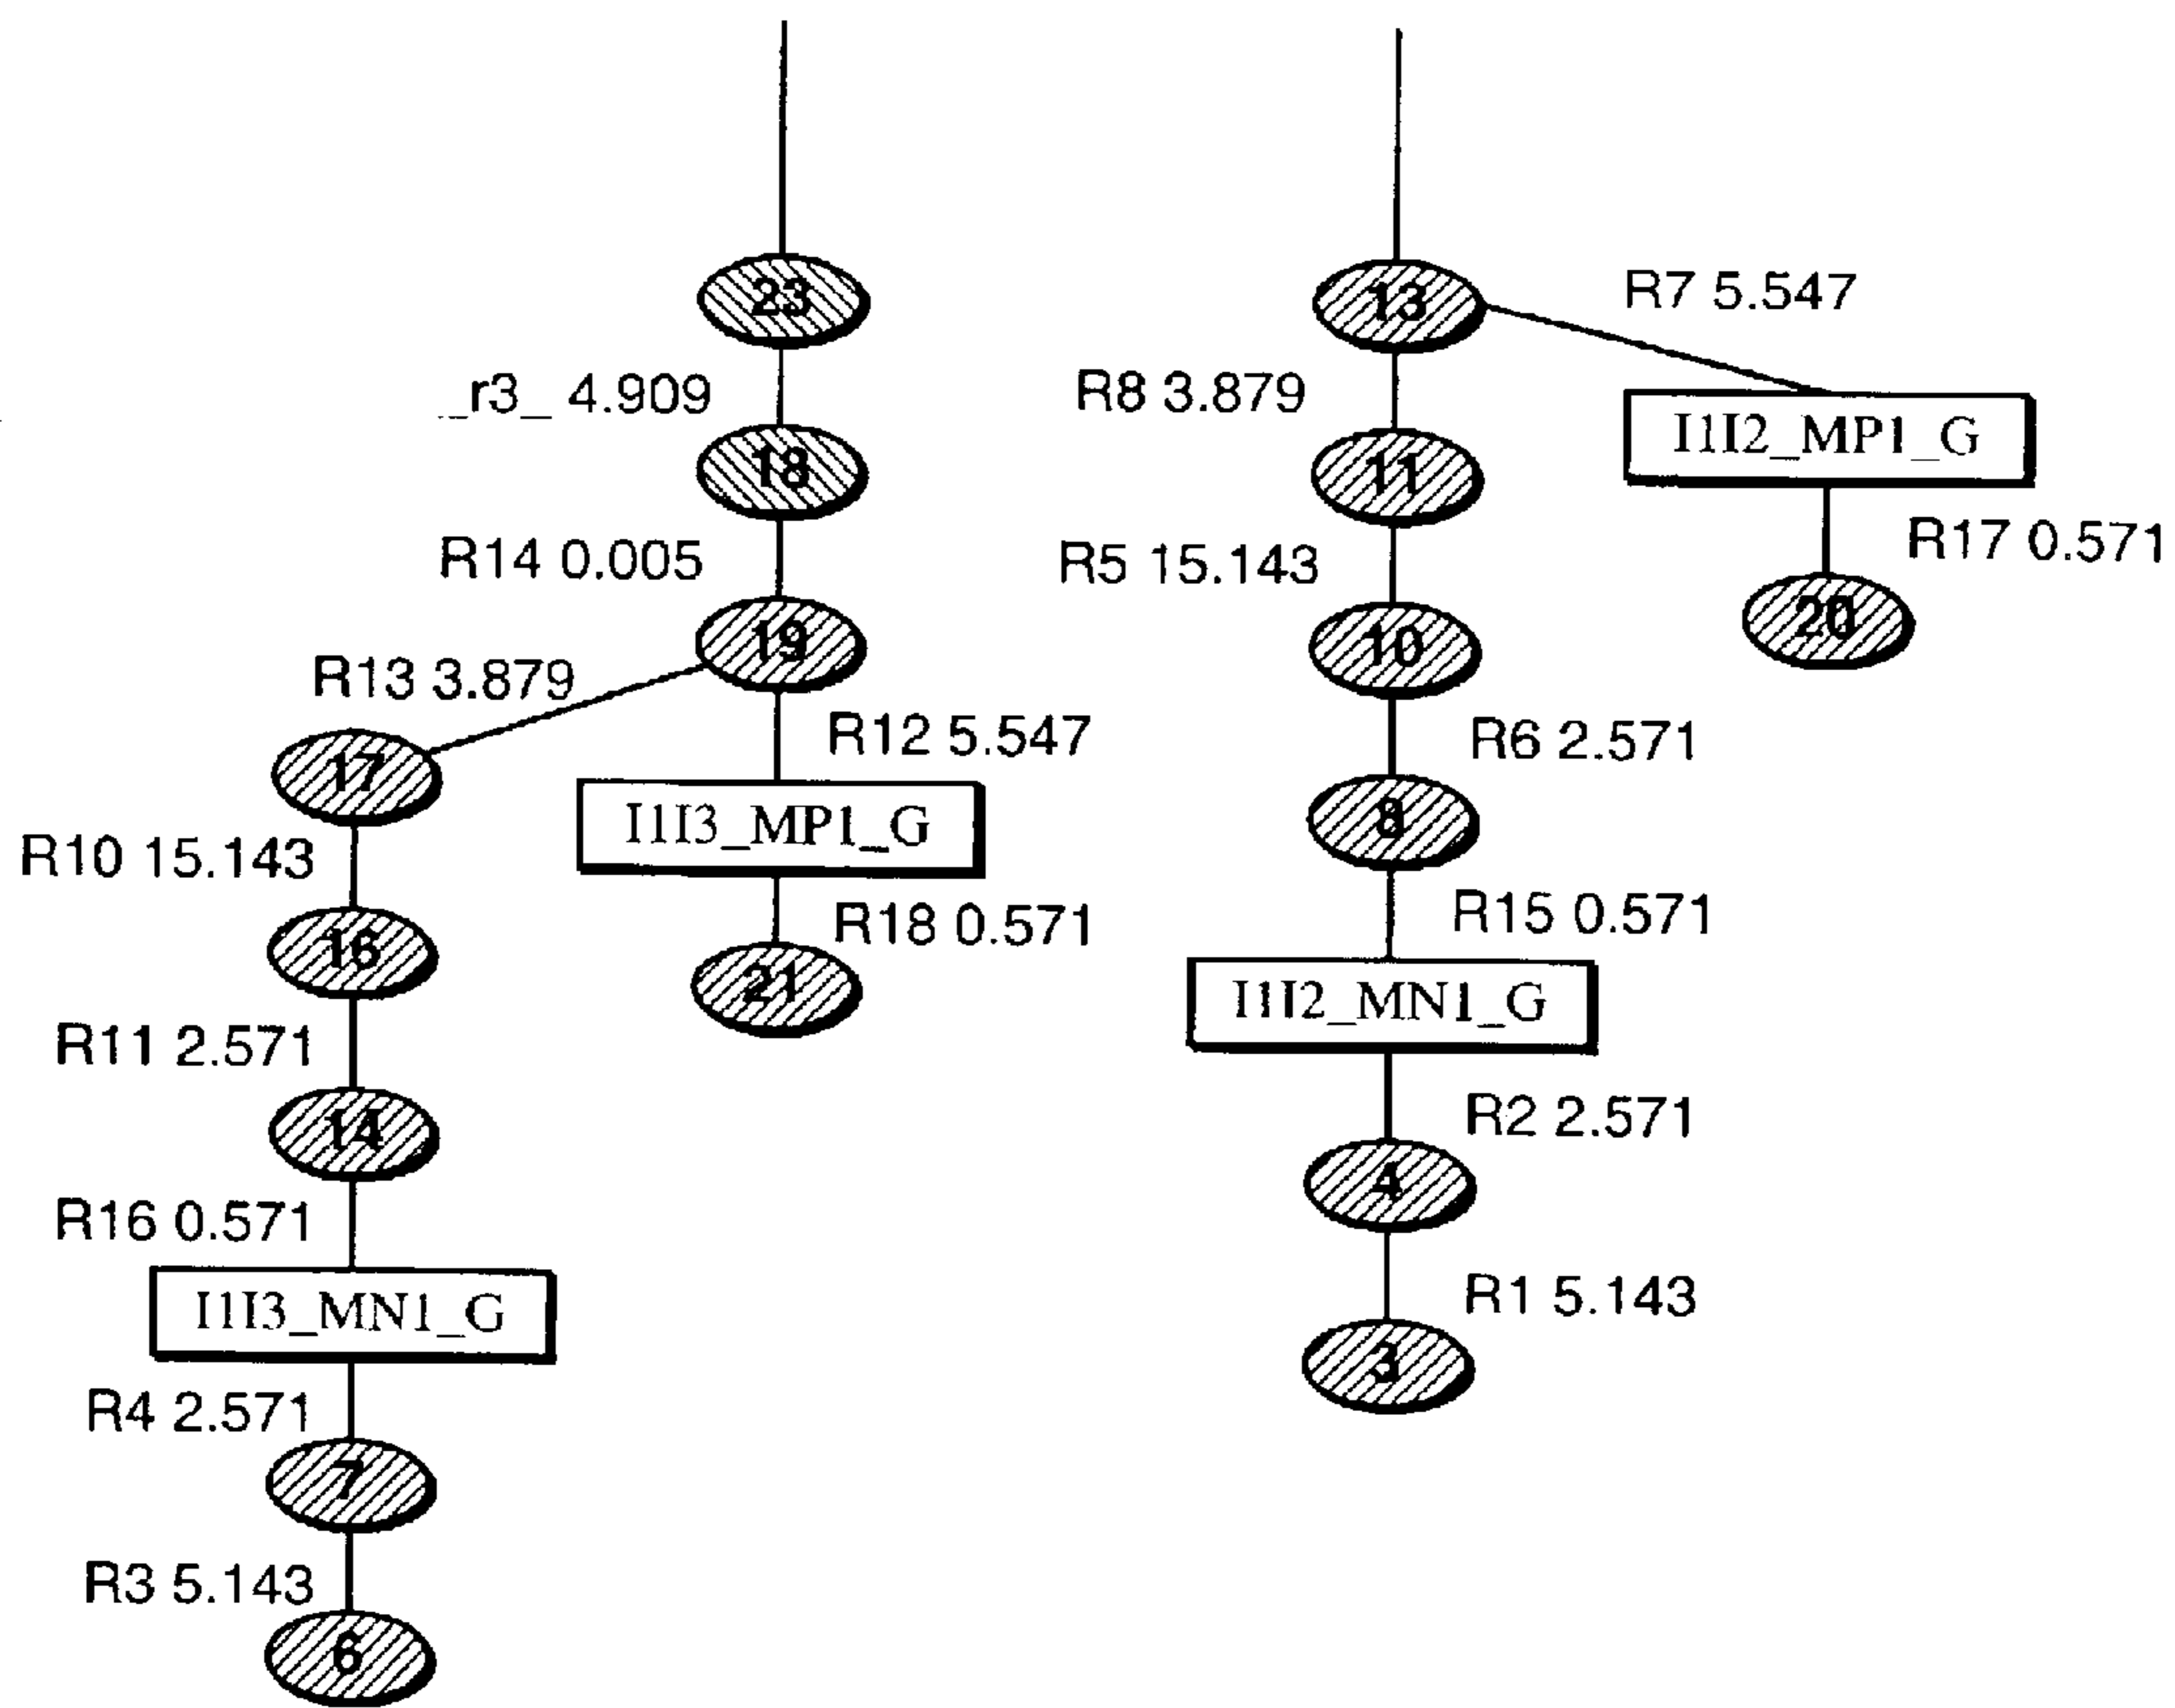 23
13
R7 5.547
_r3_ 4.909
R8 3.879
I1I2_MP1_G
18
11
R14 0.005
R5 15.143
R17 0.571
19
10
20
R13 3.879
R12 5.547
R6 2.571
17
I1I3_MP1_G
8
R10 15.143
R18 0.571
R15 0.571
16
21
I1I2_MN1_G
R11 2.571
R2 2.571
14
4
R16 0.571
R1 5.143
I1I3_MN1_G
3
R4 2.571
7
R3 5.143
6